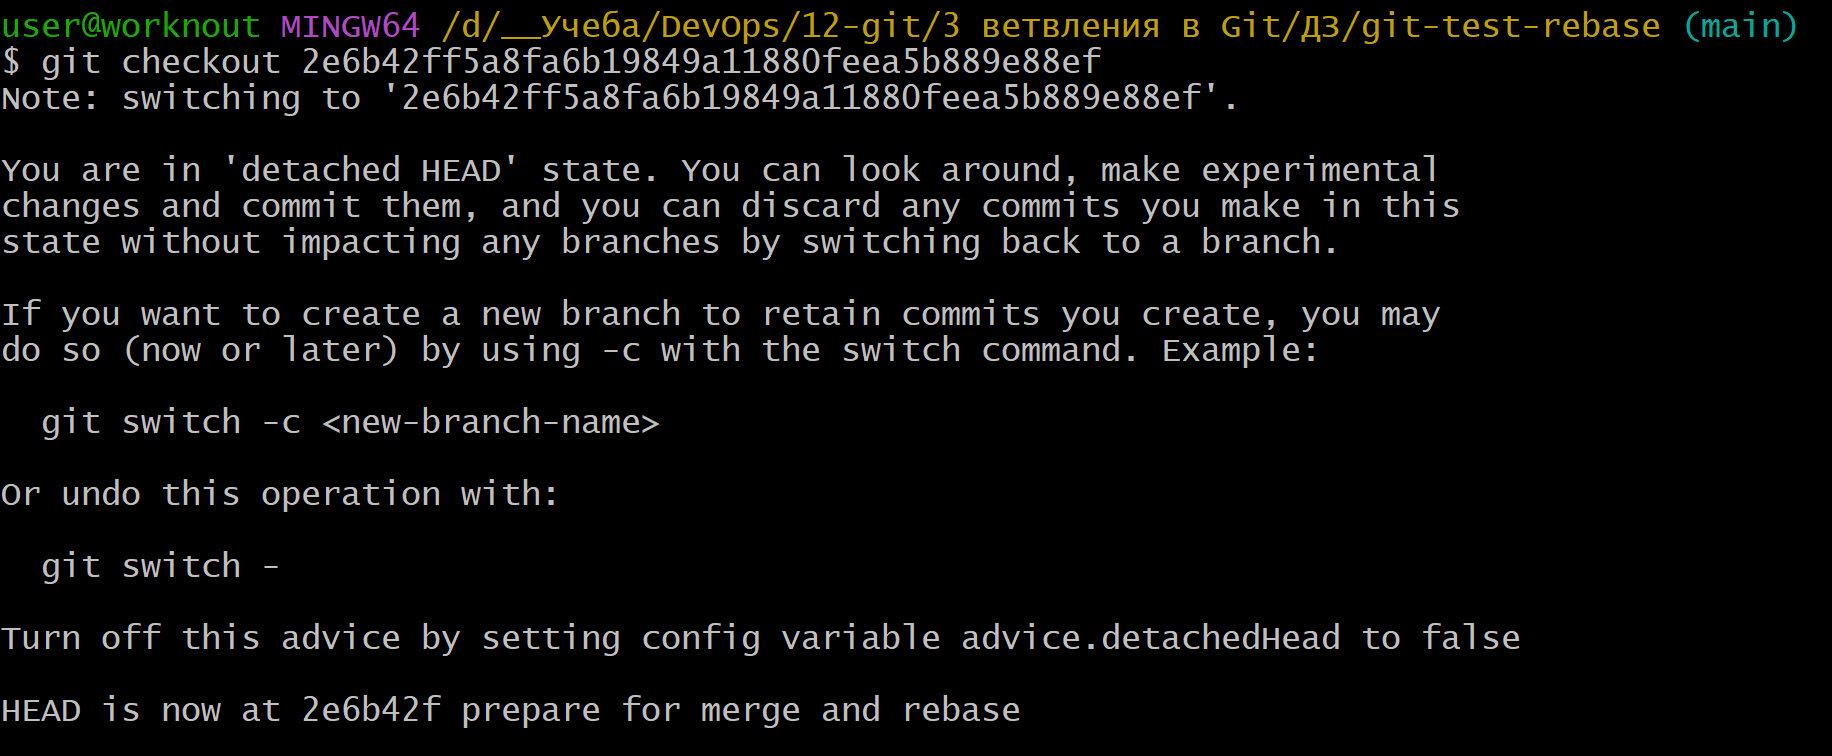 user@worknout MINGW64 /d/__Учеба/DevOps/12-git/3 ветвления в Git/ДЗ/git-test-rebase (main)
$ git checkout 2e6b42ff5a8fa6b19849a11880feea5b889e88ef
Note: switching to '2e6b42ff5a8fa6b19849a11880feea5b889e88ef'.
You are in 'detached HEAD' state. You can look around, make experimental
changes and commit them, and you can discard any commits you make in this
state without impacting any branches by switching back to a branch.
If you want to create a new branch to retain commits you create, you may
do so (now or later) by using -c with the switch command. Example:
git switch -c <new-branch-name>
Or undo this operation with:
git switch -
Turn off this advice by setting config variable advice.detachedHead to false
HEAD is now at 2e6b42f prepare for merge and rebase